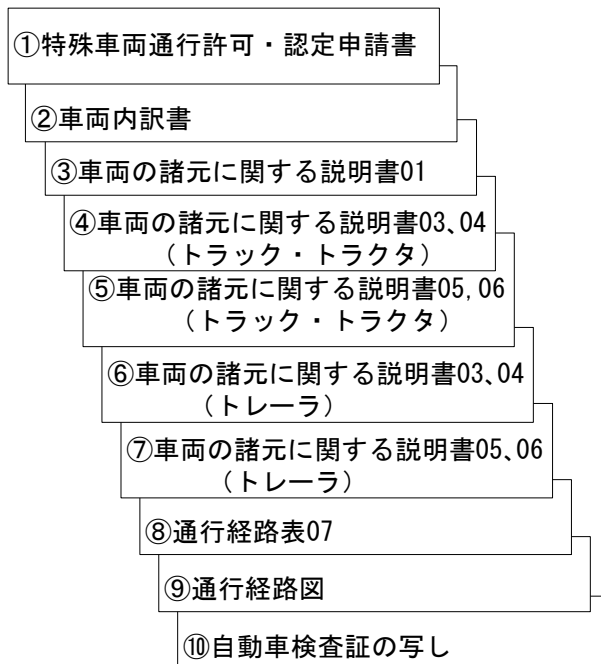 ①特殊車両通行許可・認定申請書
②車両内訳書
③車両の諸元に関する説明書01
④車両の諸元に関する説明書03、04
（トラック・トラクタ）
⑤車両の諸元に関する説明書05,06
（トラック・トラクタ）
⑥車両の諸元に関する説明書03、04
（トレーラ）
⑦車両の諸元に関する説明書05、06
（トレーラ）
⑧通行経路表07
⑨通行経路図
⑩自動車検査証の写し